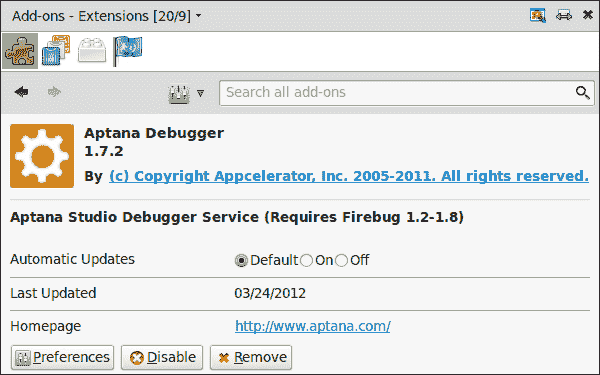 Add-ons - Extensions [20/9]
Search all add-ons
Aptana Debugger
1.7.2
By (c) Copyright Appcelerator, Inc. 2005-2011. All rights reserved.
Aptana Studio Debugger Service (Requires Firebug 1.2-1.8)
Automatic Updates Default On Off
Last Updated 03/24/2012
Homepage http://www.aptana.com/
Preferences Disable Remove